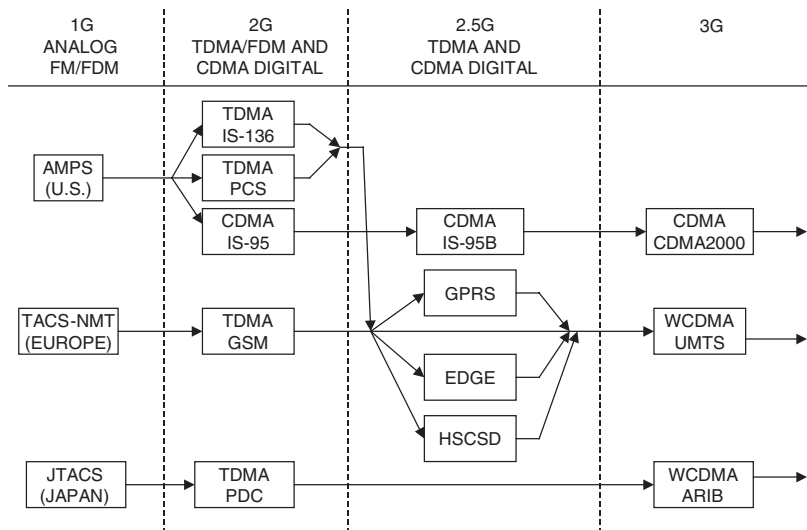 1G
ANALOG
FM/FDM
2G
TDMA/FDM AND
CDMA DIGITAL
2.5G
TDMA AND
CDMA DIGITAL
3G
AMPS
(U.S.)
TDMA
IS-136
TDMA
PCS
CDMA
IS-95
CDMA
IS-95B
CDMA
CDMA2000
TACS-NMT
(EUROPE)
TDMA
GSM
GPRS
EDGE
HSCSD
WCDMA
UMTS
JTACS
(JAPAN)
TDMA
PDC
WCDMA
ARIB